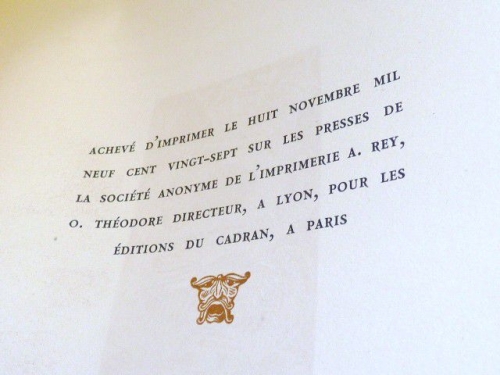 ACHEVÉ D'IMPRIMER LE HUIT NOVEMBRE MIL
NEUF CENT VINGT-SEPT SUR LES PRESSES DE
LA SOCIÉTÉ ANONYME DE L'IMPRIMERIE A. REY,
O. THÉODORE DIRECTEUR, A LYON, POUR LES
ÉDITIONS DU CADRAN, A PARIS